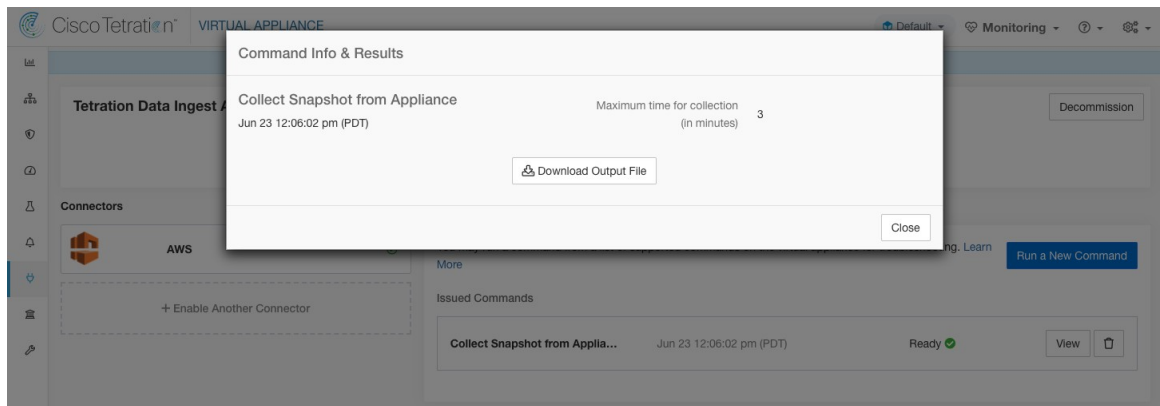 Cisco Tetration™ VIRTUAL APPLIANCE Default Monitoring
Command Info & Results
Collect Snapshot from Appliance
Jun 23 12:06:02 pm (PDT)
Maximum time for collection
(in minutes)
3
Download Output File
Close
Tetration Data Ingest
Decommission
Connectors
AWS
+ Enable Another Connector
Learn
More
Run a New Command
Issued Commands
Collect Snapshot from Applia... Jun 23 12:06:02 pm (PDT) Ready View